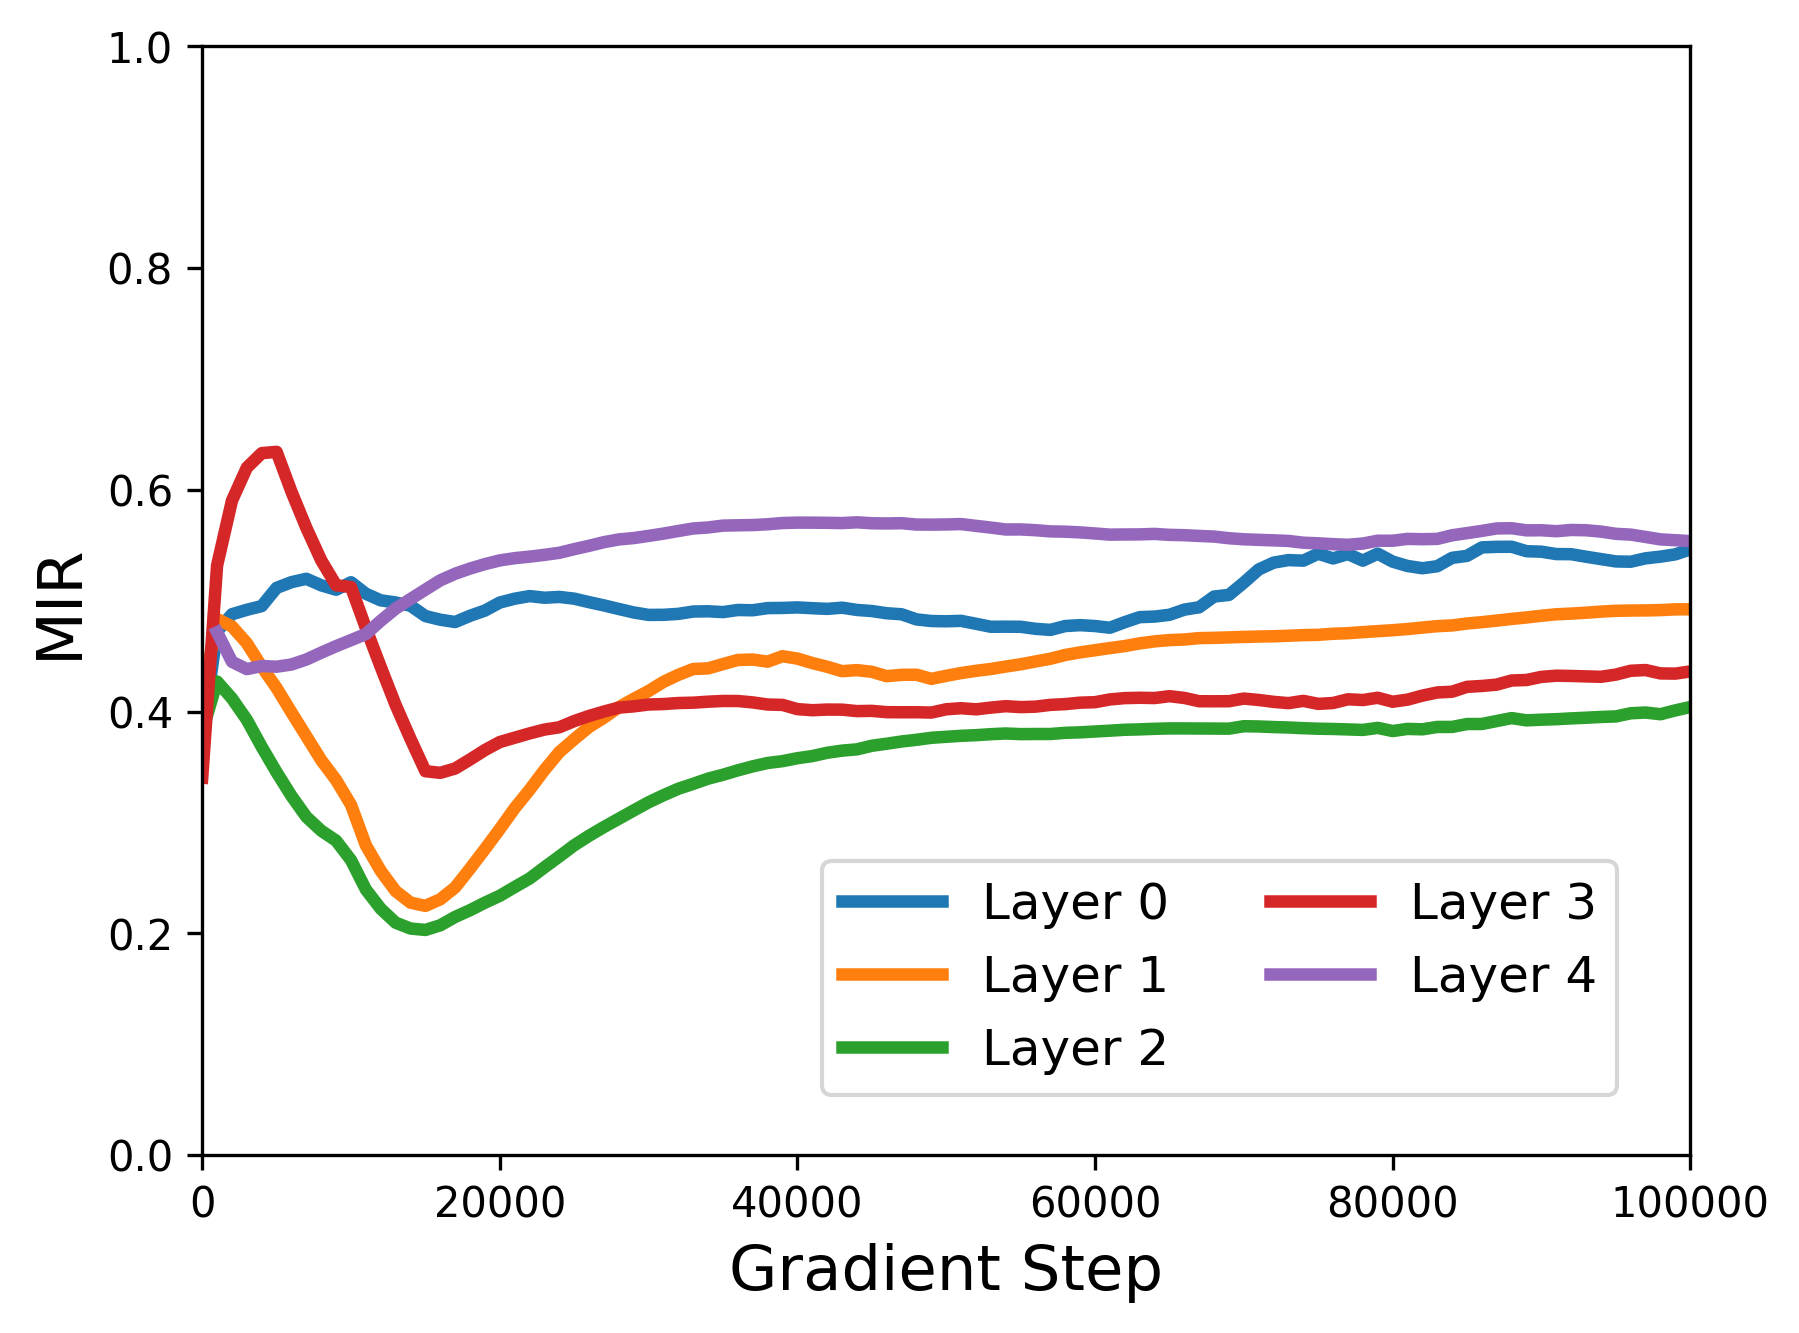 MIR
1.0
0.8
0.6
0.4
0.2
0.0
0 20000 40000 60000 80000 100000
Gradient Step
Layer 0
Layer 1
Layer 2
Layer 3
Layer 4